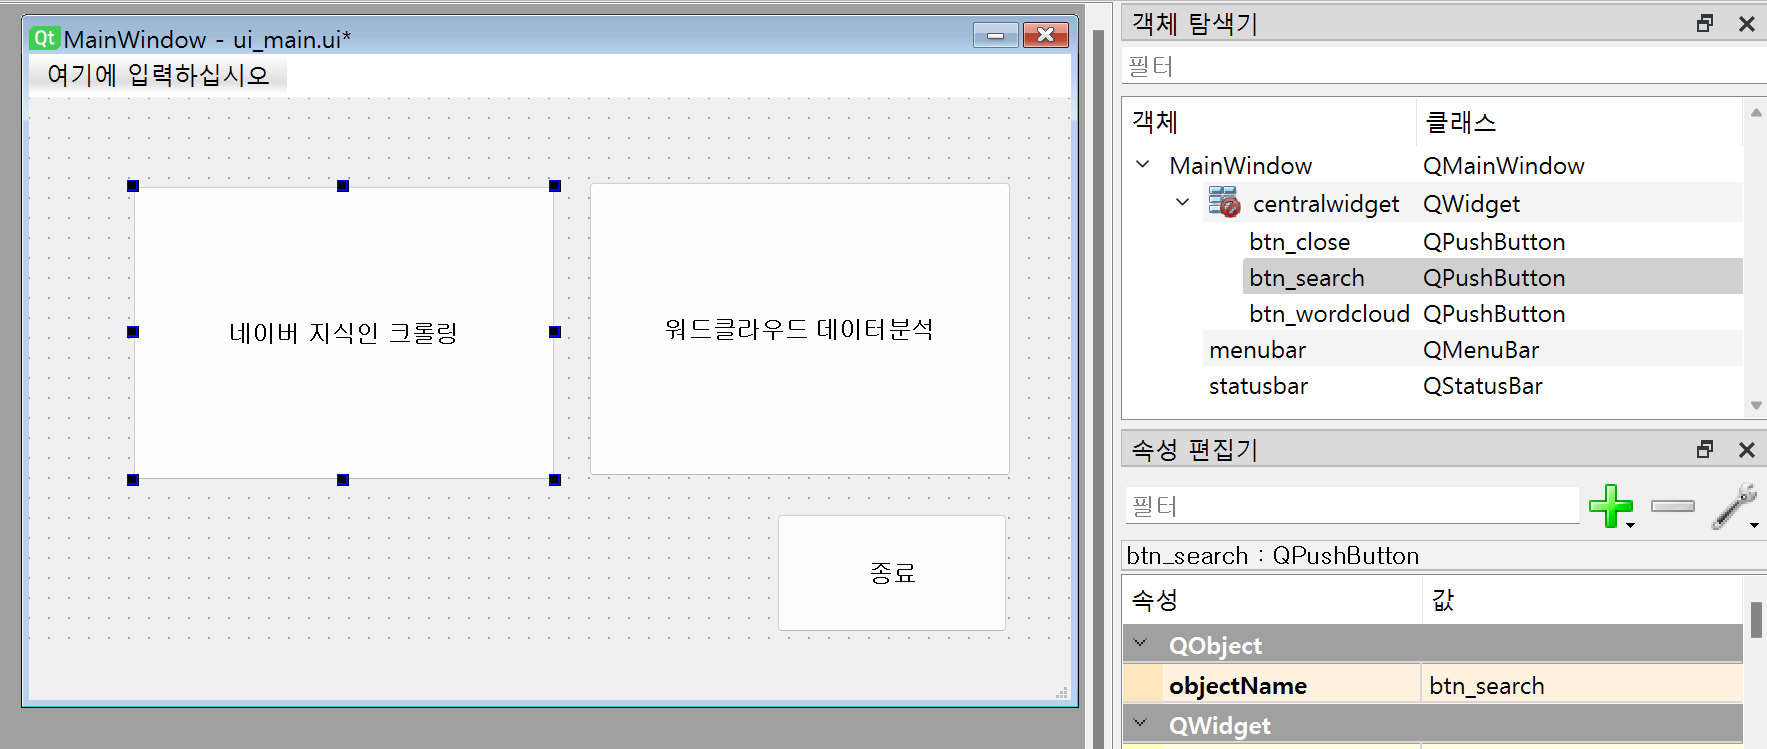 Qt MainWindow - ui_main.ui*
여기에 입력하십시오
네이버 지식인 크롤링
워드클라우드 데이터분석
종료
객체 탐색기
필터
객체 클래스
MainWindow QMainWindow
centralwidget QWidget
btn_close QPushButton
btn_search QPushButton
btn_wordcloud QPushButton
menubar QMenuBar
statusbar QStatusBar
속성 편집기
필터
btn_search : QPushButton
속성 값
QObject
objectName btn_search
QWidget